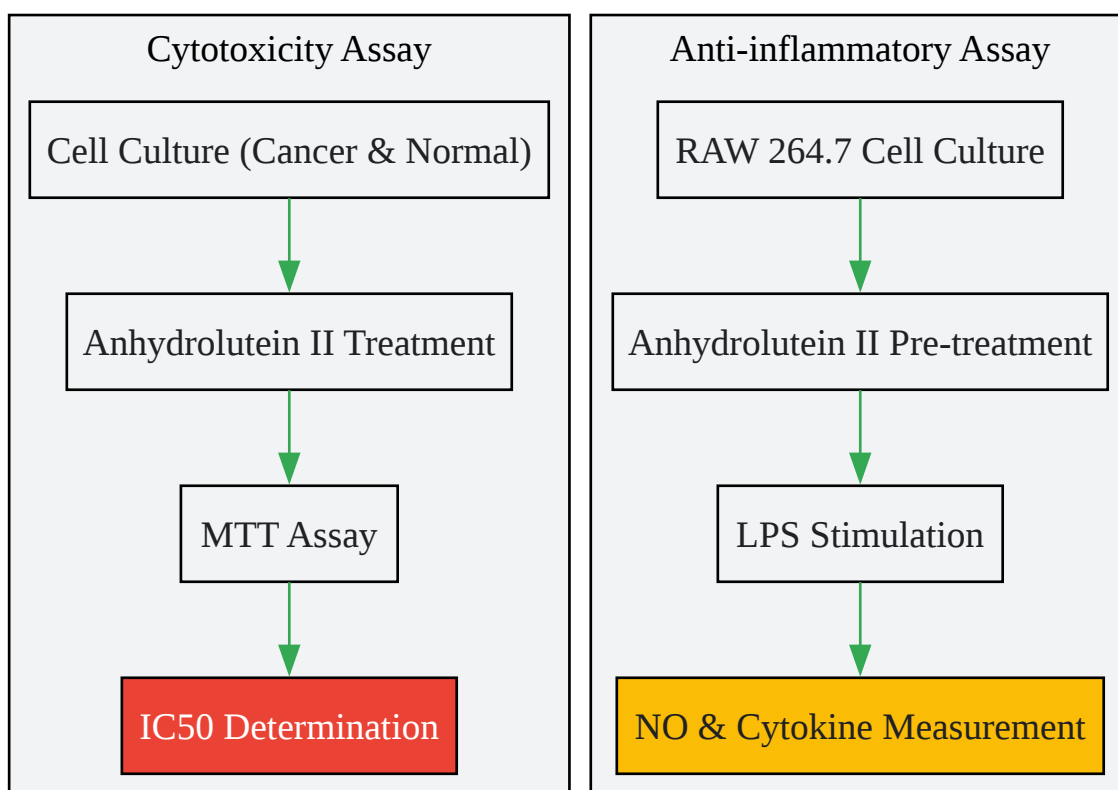 Cytotoxicity Assay
Cell Culture (Cancer & Normal)
Anhydrolutein II Treatment
MTT Assay
IC50 Determination
Anti-inflammatory Assay
RAW 264.7 Cell Culture
Anhydrolutein II Pre-treatment
LPS Stimulation
NO & Cytokine Measurement